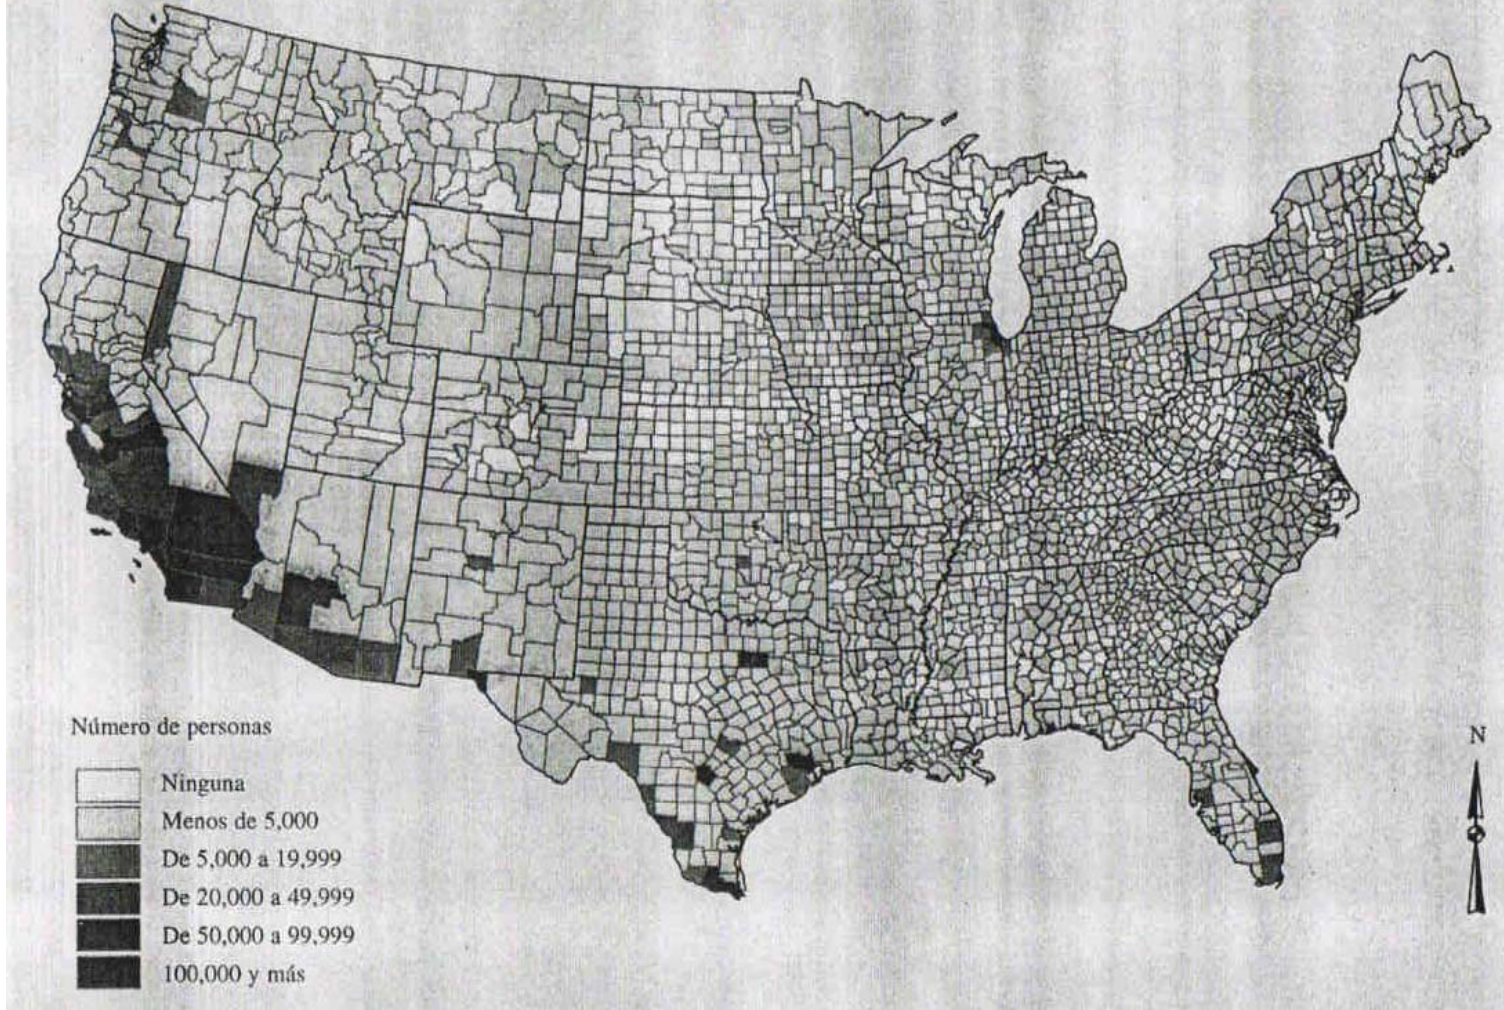 Número de personas
Ninguna
Menos de 5,000
De 5,000 a 19,999
De 20,000 a 49,999
De 50,000 a 99,999
100,000 y más
N